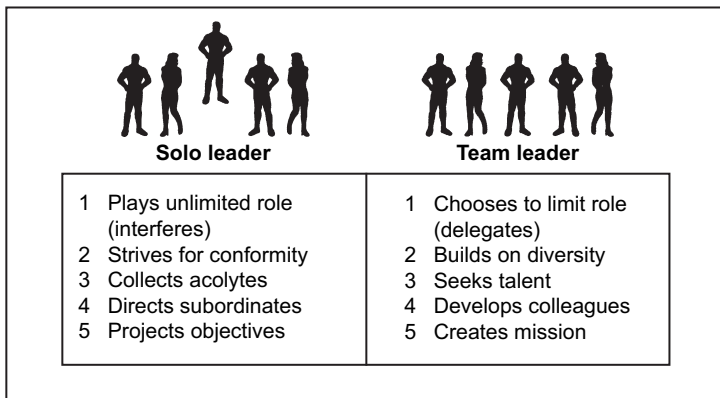 Solo leader
Team leader
1 Plays unlimited role
(interferes)
2 Strives for conformity
3 Collects acolytes
4 Directs subordinates
5 Projects objectives
1 Chooses to limit role
(delegates)
2 Builds on diversity
3 Seeks talent
4 Develops colleagues
5 Creates mission